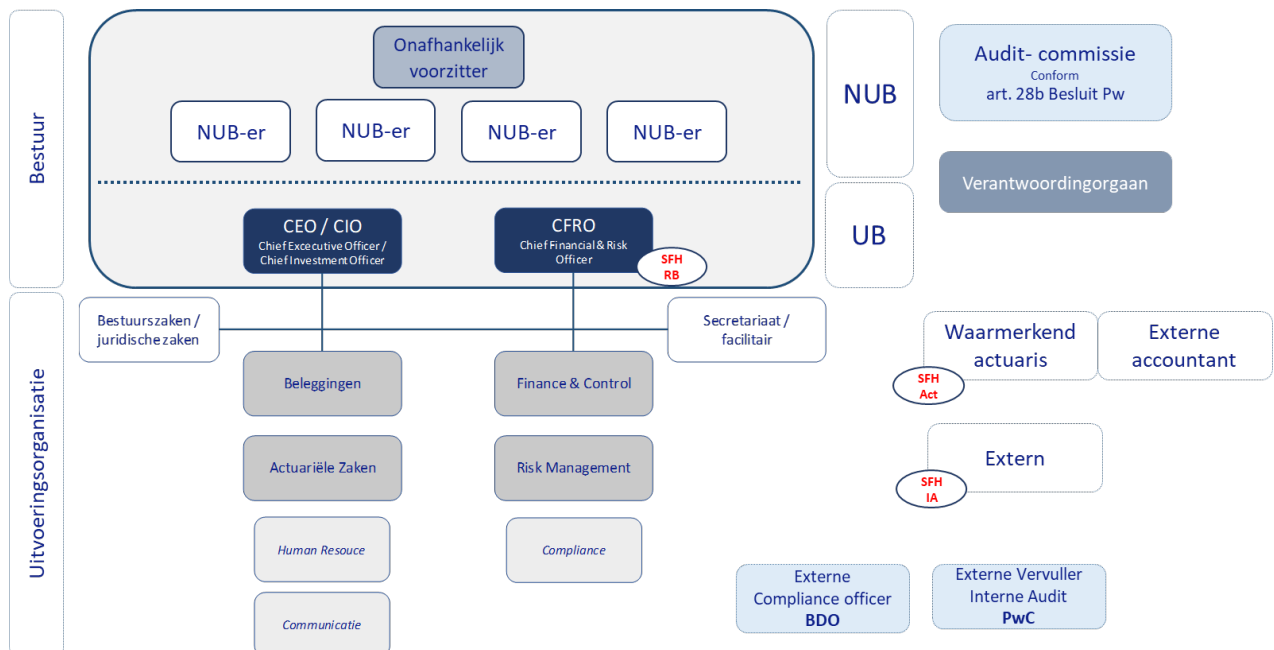 Bestuur
Onafhankelijk
voorzitter
NUB-er
NUB-er
NUB-er
NUB-er
NUB
UB
Audit- commissie
Conform
art. 28b Besluit Pw
Verantwoordingorgaan
CEO / CIO
Chief Excecutive Officer /
Chief Investment Officer
CFRO
Chief Financial & Risk
Officer
SFH
RB
Uitvoeringsorganisatie
Bestuurszaken /
juridische zaken
Secretariaat /
facilitair
Beleggingen
Finance & Control
Actuariële Zaken
Risk Management
Human Resouce
Compliance
Communicatie
Waarmerkend
actuaris
Externe
accountant
SFH
Act
Extern
SFH
IA
Externe
Compliance officer
BDO
Externe Vervuller
Interne Audit
PwC